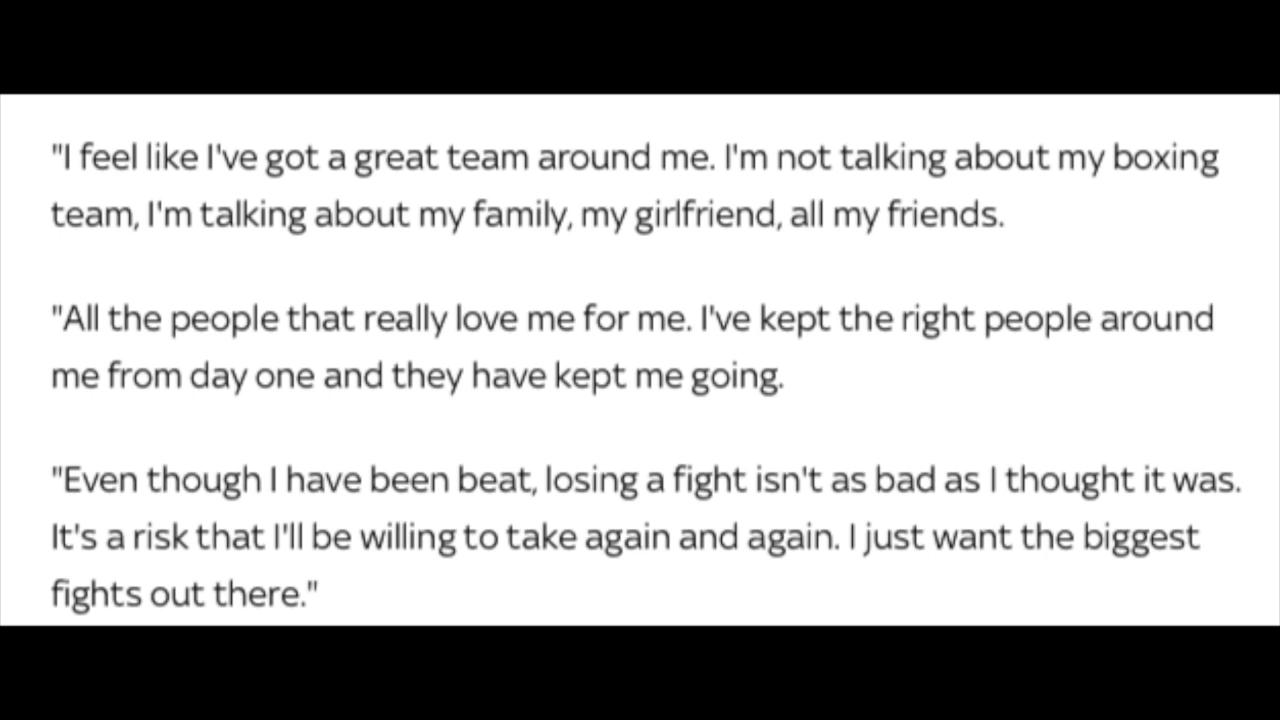 "I feel like I've got a great team around me. I'm not talking about my boxing
team, I'm talking about my family, my girlfriend, all my friends.
"All the people that really love me for me. I've kept the right people around
me from day one and they have kept me going.
"Even though I have been beat, losing a fight isn't as bad as I thought it was.
It's a risk that I'll be willing to take again and again. I just want the biggest
fights out there."